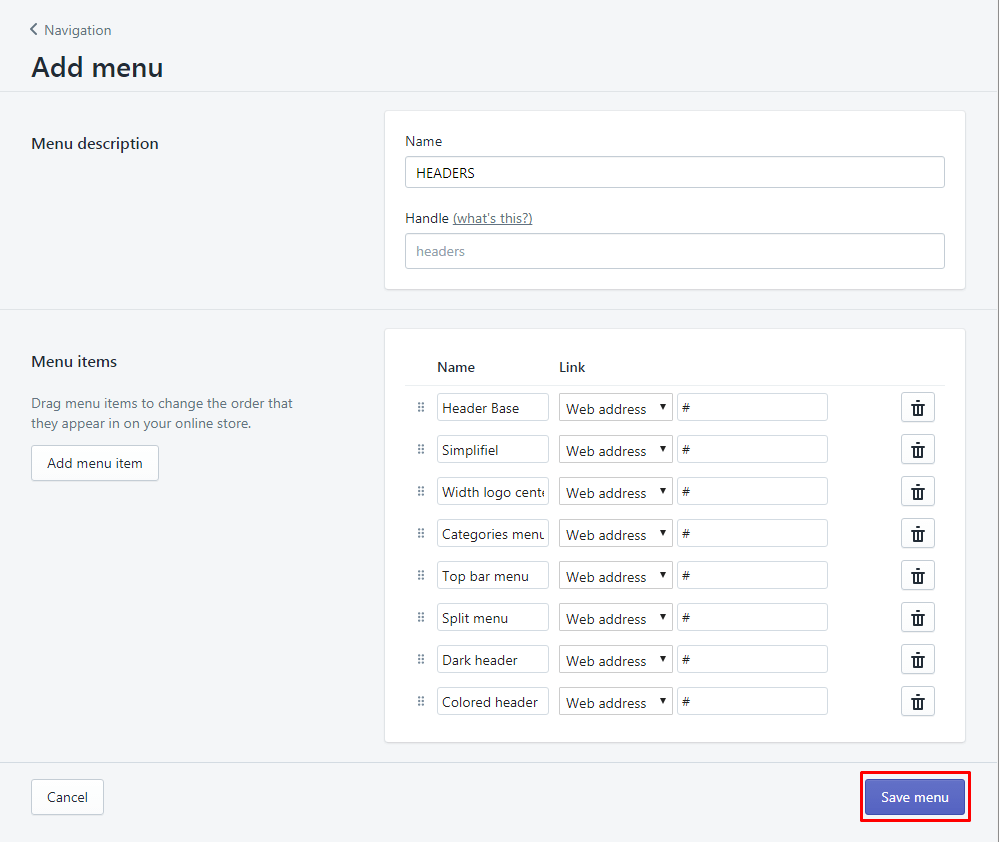 Navigation
Add menu
Menu description
Name
HEADERS
Handle (what's this?)
headers
Menu items
Drag menu items to change the order that
they appear in on your online store.
Add menu item
Name Link
Header Base Web address #
Simplifiel Web address #
Width logo cente Web address #
Categories menu Web address #
Top bar menu Web address #
Split menu Web address #
Dark header Web address #
Colored header Web address #
Cancel
Save menu